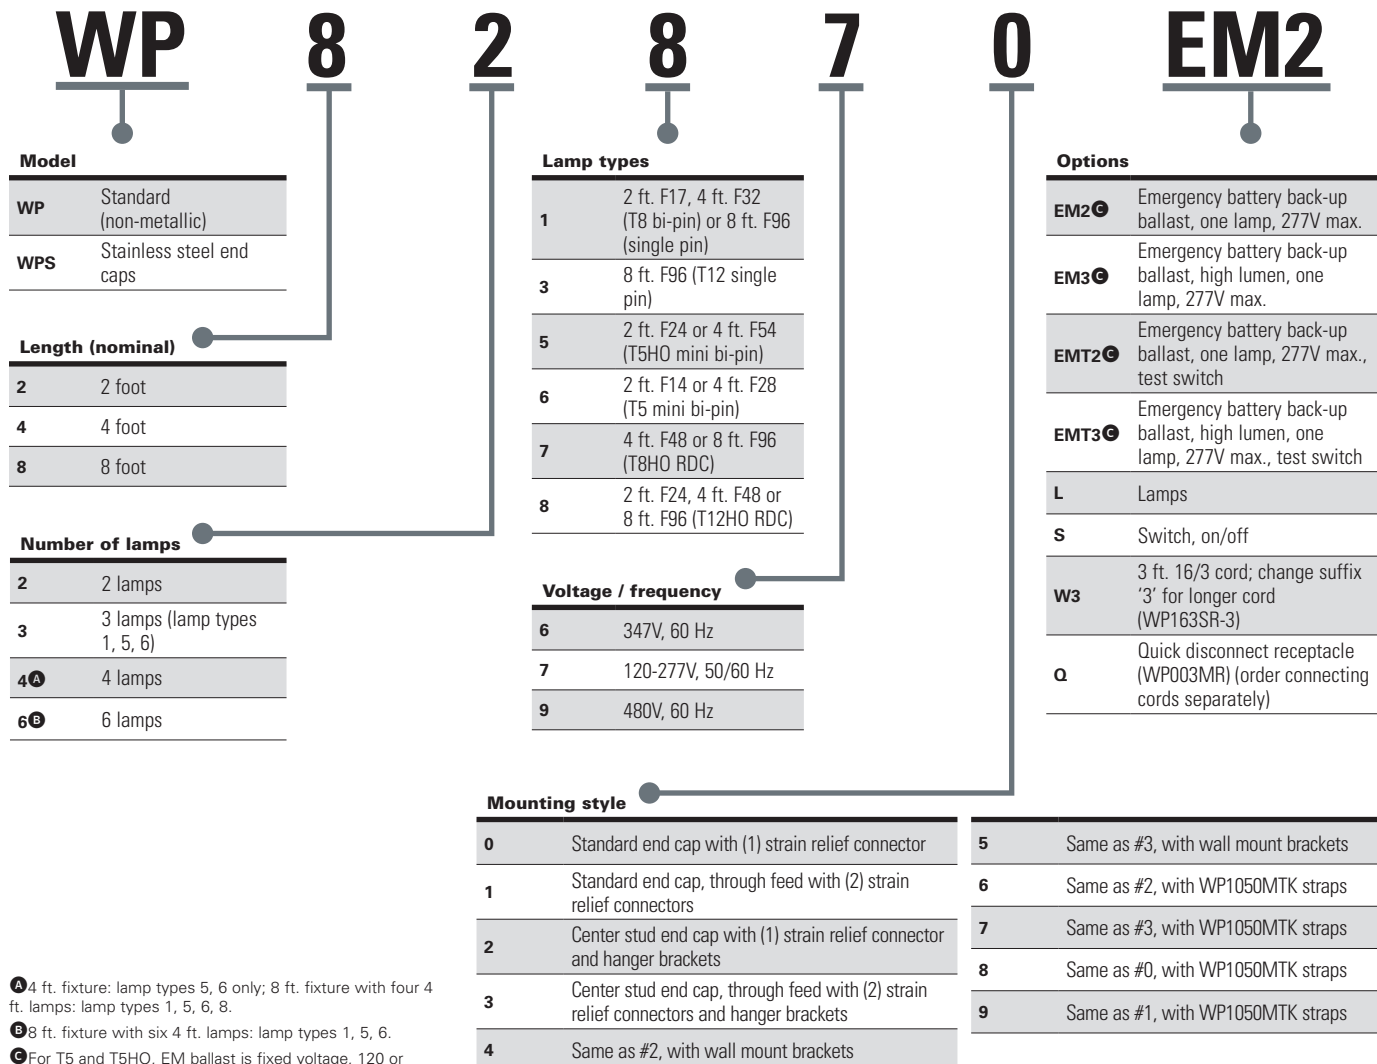 WP 8 2 8 7 0 EM2
Model
WP Standard
(non-metallic)
WPS Stainless steel end
caps
Length (nominal)
2 2 foot
4 4 foot
8 8 foot
Number of lamps
2 2 lamps
3 3 lamps (lamp types
1, 5, 6)
4A 4 lamps
6B 6 lamps
Lamp types
1 2 ft. F17, 4 ft. F32
(T8 bi-pin) or 8 ft. F96
(single pin)
3 8 ft. F96 (T12 single
pin)
5 2 ft. F24 or 4 ft. F54
(T5HO mini bi-pin)
6 2 ft. F14 or 4 ft. F28
(T5 mini bi-pin)
7 4 ft. F48 or 8 ft. F96
(T8HO RDC)
8 2 ft. F24, 4 ft. F48 or
8 ft. F96 (T12HO RDC)
Voltage / frequency
6 347V, 60 Hz
7 120-277V, 50/60 Hz
9 480V, 60 Hz
Options
EM2C Emergency battery back-up
ballast, one lamp, 277V max.
EM3C Emergency battery back-up
ballast, high lumen, one
lamp, 277V max.
EMT2C Emergency battery back-up
ballast, one lamp, 277V max.,
test switch
EMT3C Emergency battery back-up
ballast, high lumen, one
lamp, 277V max., test switch
L Lamps
S Switch, on/off
W3 3 ft. 16/3 cord; change suffix
'3' for longer cord
(WP163SR-3)
Q Quick disconnect receptacle
(WP003MR) (order connecting
cords separately)
Mounting style
0 Standard end cap with (1) strain relief connector
1 Standard end cap, through feed with (2) strain
relief connectors
2 Center stud end cap with (1) strain relief connector
and hanger brackets
3 Center stud end cap, through feed with (2) strain
relief connectors and hanger brackets
4 Same as #2, with wall mount brackets
5 Same as #3, with wall mount brackets
6 Same as #2, with WP1050MTK straps
7 Same as #3, with WP1050MTK straps
8 Same as #0, with WP1050MTK straps
9 Same as #1, with WP1050MTK straps
A4 ft. fixture: lamp types 5, 6 only; 8 ft. fixture with four 4
ft. lamps: lamp types 1, 5, 6, 8.
B8 ft. fixture with six 4 ft. lamps: lamp types 1, 5, 6.
CFor T5 and T5HO, EM ballast is fixed voltage, 120 or